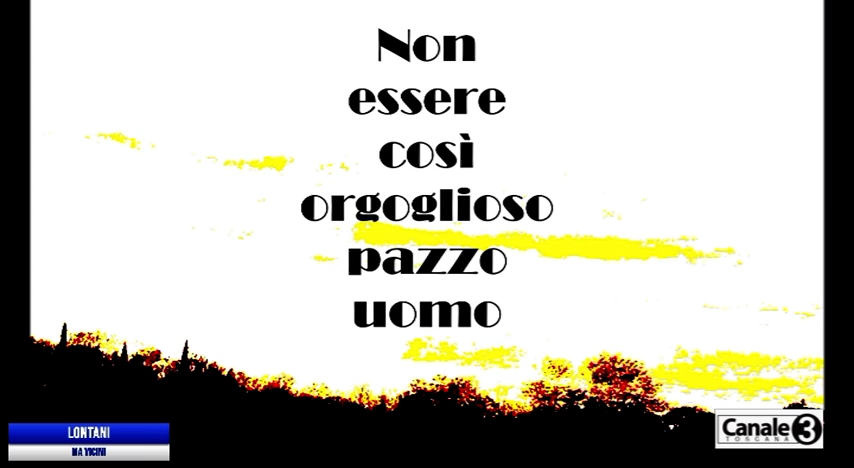 Non
essere
così
orgoglioso
pazzo
uomo
LONTANI
MA VICINI
Canale 3
TOSCANA